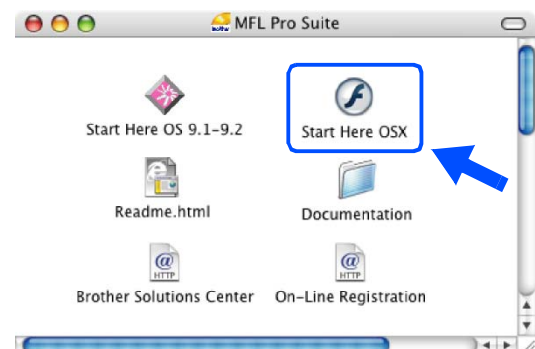 MFL Pro Suite
Start Here OS 9.1-9.2
Start Here OSX
Readme.html
Documentation
@
HTTP
@
HTTP
Brother Solutions Center
On-Line Registration